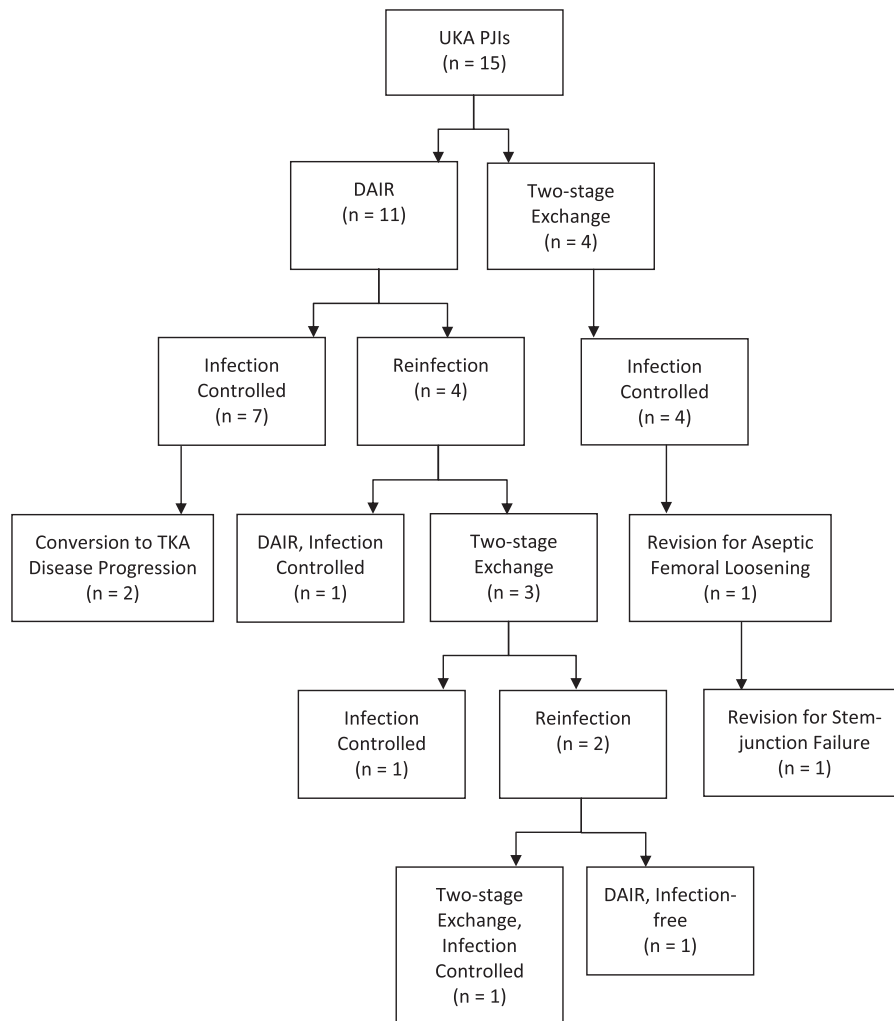 UKA PJIs
(n = 15)
DAIR
(n = 11)
Two-stage
Exchange
(n = 4)
Infection
Controlled
(n = 7)
Reinfection
(n = 4)
Infection
Controlled
(n = 4)
Conversion to TKA
Disease Progression
(n = 2)
DAIR, Infection
Controlled
(n = 1)
Two-stage
Exchange
(n = 3)
Revision for Aseptic
Femoral Loosening
(n = 1)
Infection
Controlled
(n = 1)
Reinfection
(n = 2)
Revision for Stem-
junction Failure
(n = 1)
Two-stage
Exchange,
Infection
Controlled
(n = 1)
DAIR, Infection-
free
(n = 1)